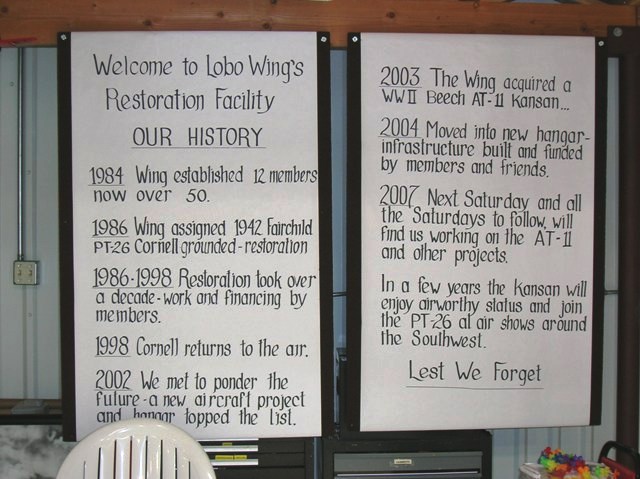 Welcome to Lobo Wing's
Restoration Facility
OUR HISTORY
1984 Wing established 12 members
now over 50.
1986 Wing assigned 1942 Fairchild
PT-26 Cornell grounded-restoration
1986-1998 Restoration took over
a decade-work and financing by
members.
1998 Cornell returns to the air.
2002 We met to ponder the
future-a new aircraft project
and hangar topped the list.
2003 The Wing acquired a
WW II Beech AT-11 Kansan...
2004 Moved into new hangar-
infrastructure built and funded
by members and friends.
2007 Next Saturday and all
the Saturdays to follow, will
find us working on the AT-11
and other projects.
In a few years the Kansan will
enjoy airworthy status and join
the PT-26 at air shows around
the Southwest.
Lest We Forget